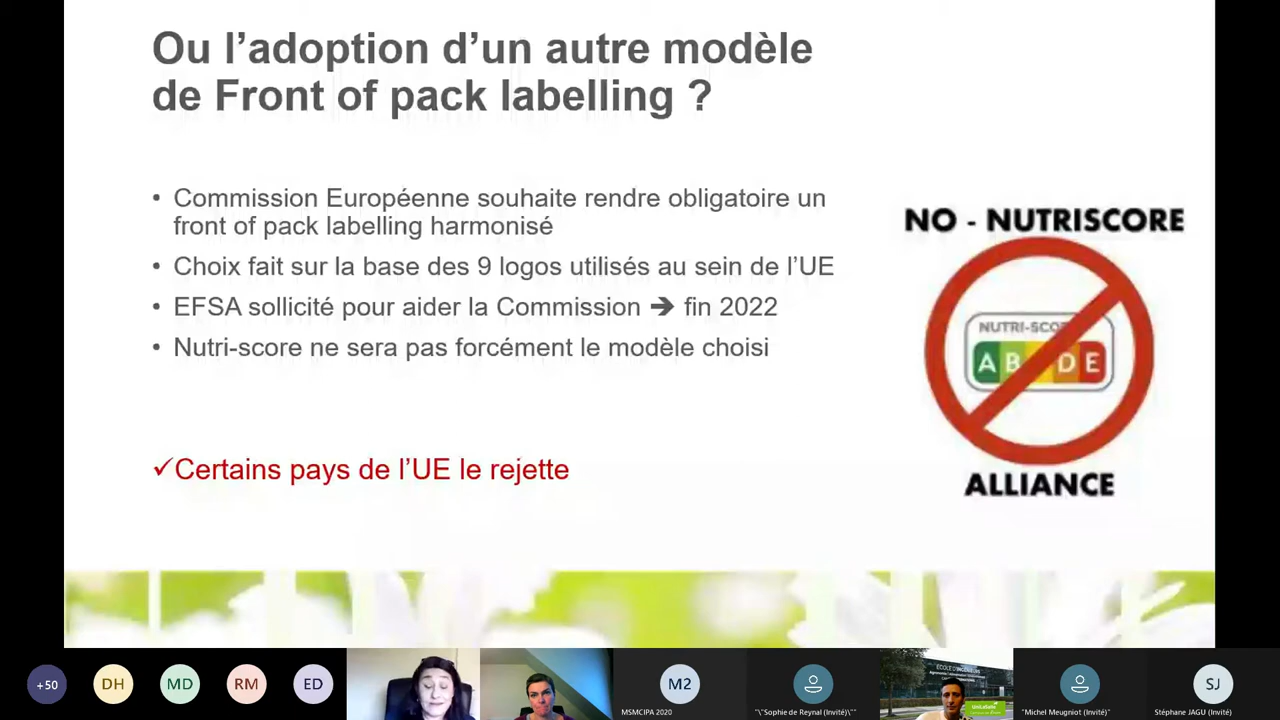 Ou l’adoption d’un autre modèle
de Front of pack labelling ?
• Commission Européenne souhaite rendre obligatoire un
front of pack labelling harmonisé
• Choix fait sur la base des 9 logos utilisés au sein de l’UE
• EFSA sollicité pour aider la Commission ➔ fin 2022
• Nutri-score ne sera pas forcément le modèle choisi
✓Certains pays de l’UE le rejette
NO - NUTRISCORE
NUTRI-SCO
A B D E
ALLIANCE
+50
DH
MD
RM
ED
M2
MSMCIPA 2020
"\"Sophie de Reynal (Invité)\""
ÉCOLE D'INGÉNIEURS
UniLaSalle
"Michel Meugniot (Invité)"
SJ
Stéphane JAGU (Invité)